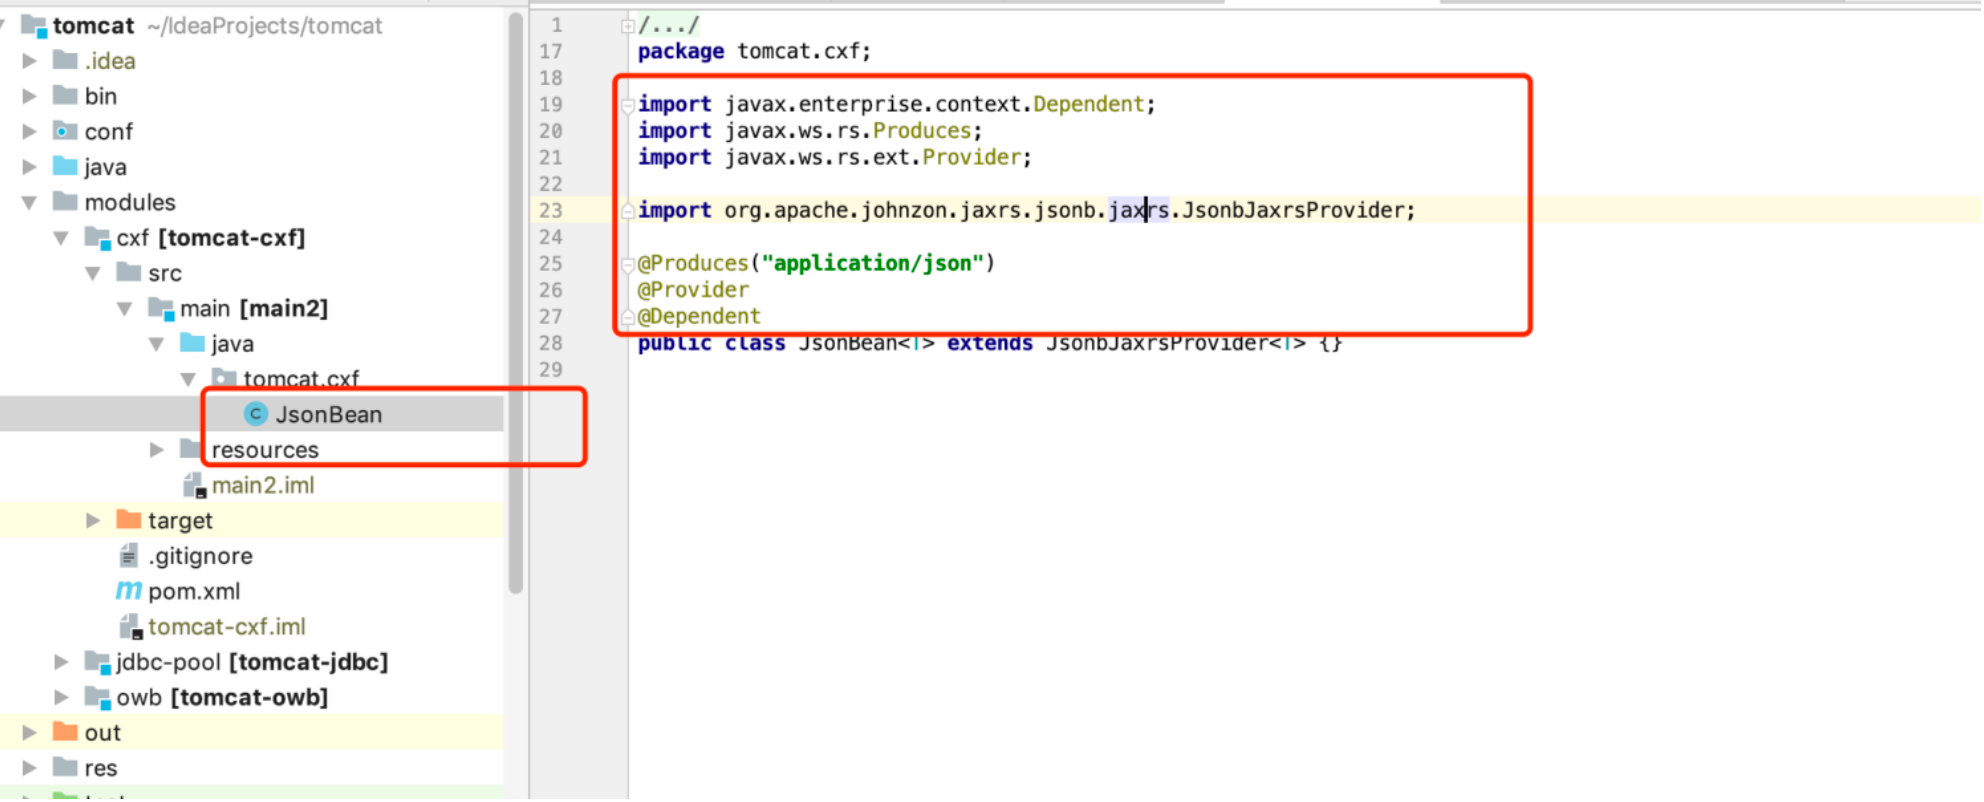 tomcat ~/IdeaProjects/tomcat
.idea
bin
conf
java
modules
cxf [tomcat-cxf]
src
main [main2]
java
tomcat.cxf
JsonBean
resources
main2.iml
target
.gitignore
pom.xml
tomcat-cxf.iml
jdbc-pool [tomcat-jdbc]
owb [tomcat-owb]
out
res
1 /.../
17 package tomcat.cxf;
18
19 import javax.enterprise.context.Dependent;
20 import javax.ws.rs.Produces;
21 import javax.ws.rs.ext.Provider;
22
23 import org.apache.johnzon.jaxrs.jsonb.jaxrs.JsonbJaxrsProvider;
24
25 @Produces("application/json")
26 @Provider
27 @Dependent
28 public class JsonBean<T> extends JsonbJaxrsProvider<T> {}
29